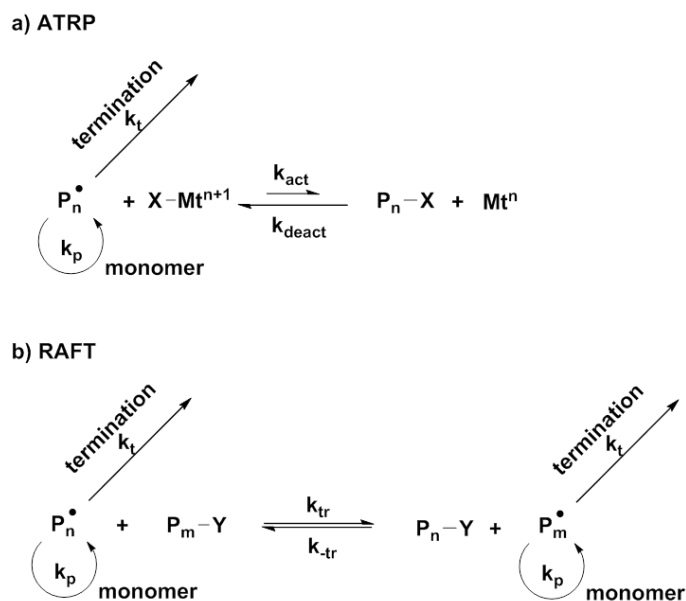 a) ATRP
termination
kt
Pn• + X–Mtn+1 kact Pn–X + Mtn
kdeact
kp
monomer
b) RAFT
termination
kt
termination
kt
Pn• + Pm–Y ktr Pn–Y + Pm•
k-tr
kp
monomer
kp
monomer